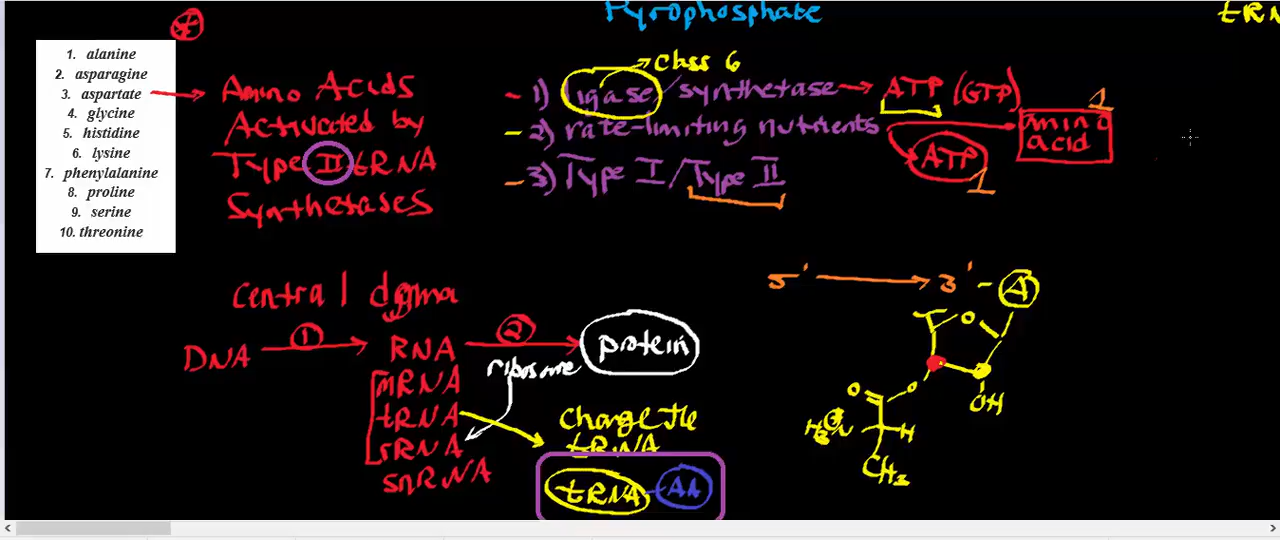 Pyrophosphate
tRN
1. alanine
2. asparagine
3. aspartate
4. glycine
5. histidine
6. lysine
7. phenylalanine
8. proline
9. serine
10. threonine
Amino Acids
Activated by
Type II tRNA
Synthetases
class 6
- 1) ligase/synthetase → ATP (GTP)
- 2) rate-limiting nutrients
- 3) Type I/Type II
ATP
1
amino
acid
1
central dogma
DNA 1 RNA 2 protein
ribosome
mRNA
tRNA
rRNA
snRNA
charge the
tRNA
tRNA - AA
5' → 3' - A
O
O
O
OH
H3N
H
CH3